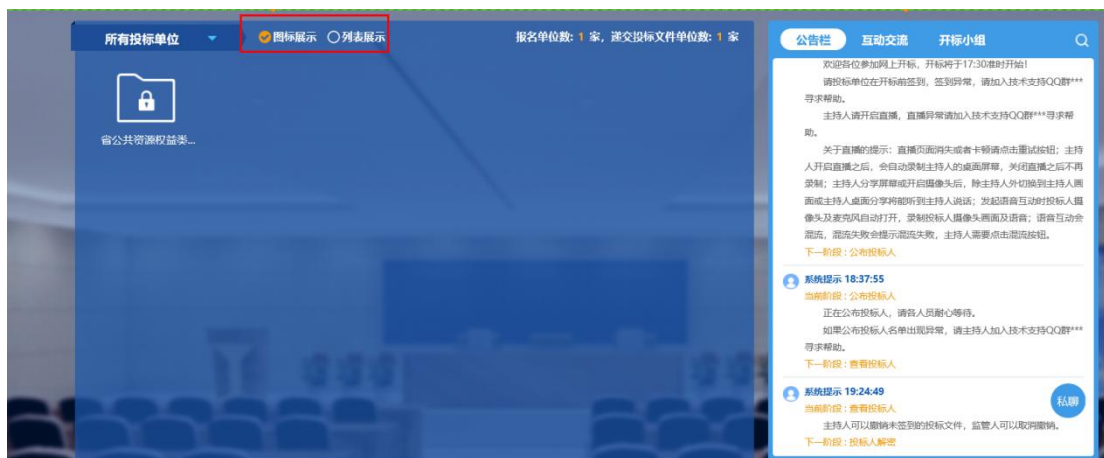 所有投标单位
图标展示 列表展示
报名单位数: 1 家, 递交投标文件单位数: 1 家
省公共资源权益类...
公告栏 互动交流 开标小组
欢迎各位参加网上开标, 开标将于17:30准时开始!
请投标单位在开标前签到, 签到异常, 请加入技术支持QQ群***
寻求帮助。
主持人请开启直播, 直播异常请加入技术支持QQ群***寻求帮
助。
关于直播的提示: 直播页面消失或者卡顿请点击重试按钮; 主持
人开启直播之后, 会自动录制主持人的桌面屏幕, 关闭直播之后不再
录制; 主持人分享屏幕或开启摄像头后, 除主持人外切换到主持人画
面或主持人桌面分享将能听到主持人说话; 发起语音互动时投标人摄
像头及麦克风自动打开, 录制投标人摄像头画面及语音; 语音互动会
混流, 混流失败会提示混流失败, 主持人需要点击混流按钮。
下一阶段 : 公布投标人
系统提示 18:37:55
当前阶段 : 公布投标人
正在公布投标人, 请各人员耐心等待。
如果公布投标人名单出现异常, 请主持人加入技术支持QQ群***
寻求帮助。
下一阶段 : 查看投标人
系统提示 19:24:49
当前阶段 : 查看投标人
主持人可以撤销未签到的投标文件, 监管人可以取消撤销。
下一阶段 : 投标人解密
私聊